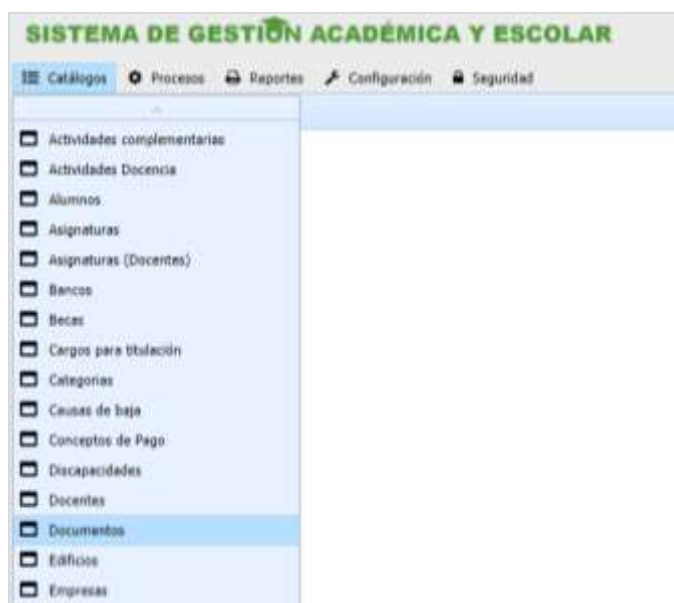 SISTEMA DE GESTIÓN ACADÉMICA Y ESCOLAR
Catálogos Procesos Reportes Configuración Seguridad
Actividades complementarias
Actividades Docencia
Alumnos
Asignaturas
Asignaturas (Docentes)
Bancos
Becas
Cargos para titulación
Categorias
Causas de baja
Conceptos de Pago
Discapacidades
Docentes
Documentos
Edificios
Empresas